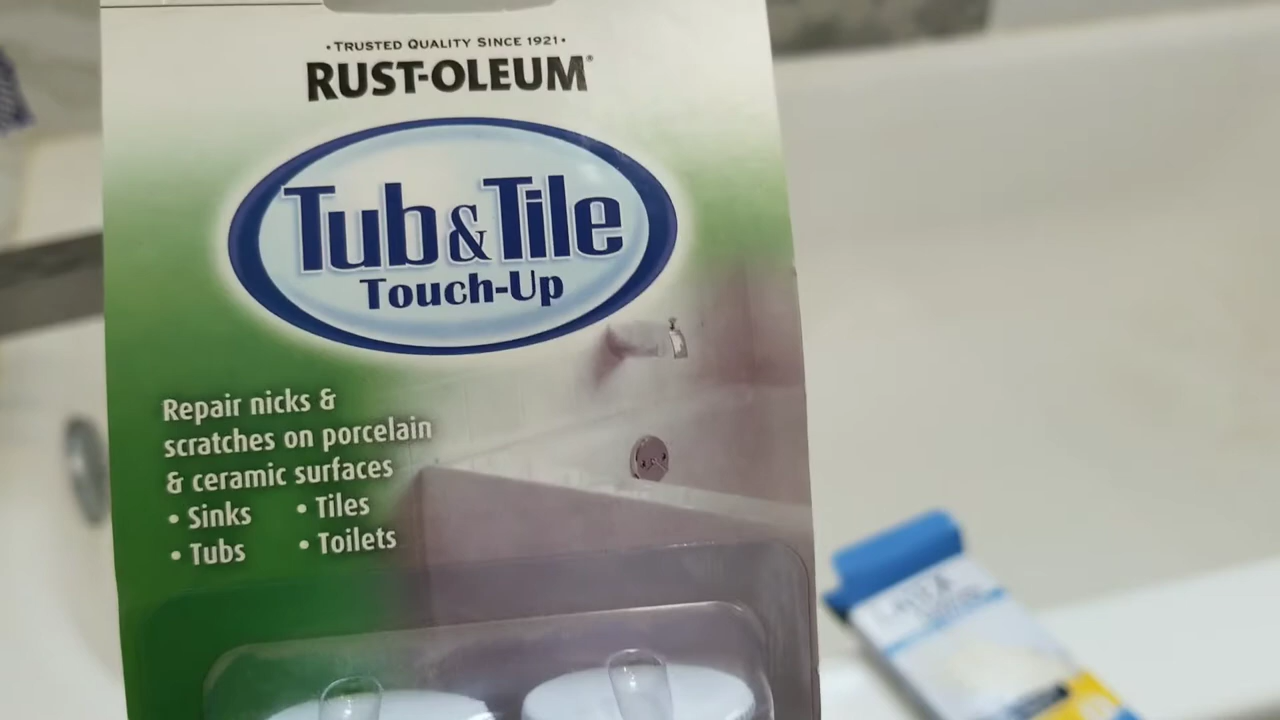 •TRUSTED QUALITY SINCE 1921•
RUST-OLEUM®
Tub & Tile
Touch-Up
Repair nicks &
scratches on porcelain
& ceramic surfaces
• Sinks • Tiles
• Tubs • Toilets